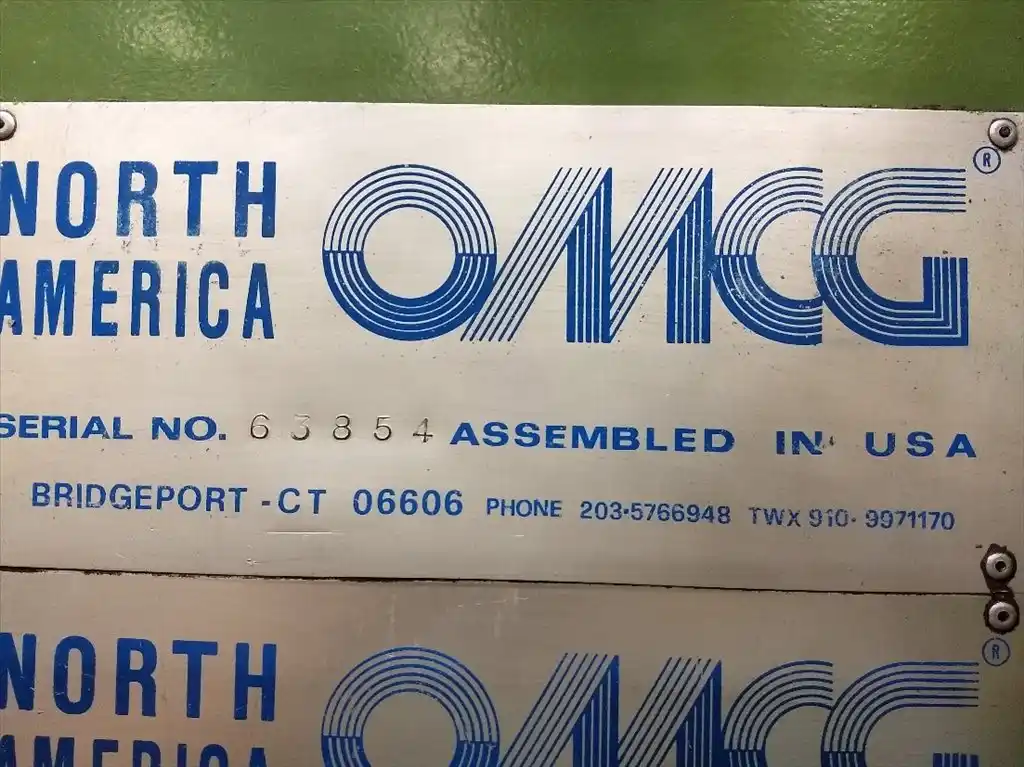 NORTH OMCG ®
AMERICA
SERIAL NO. 63854 ASSEMBLED IN USA
BRIDGEPORT - CT 06606 PHONE 203·5766948 TWX 910·9971170
NORTH OMCG ®
AMERICA